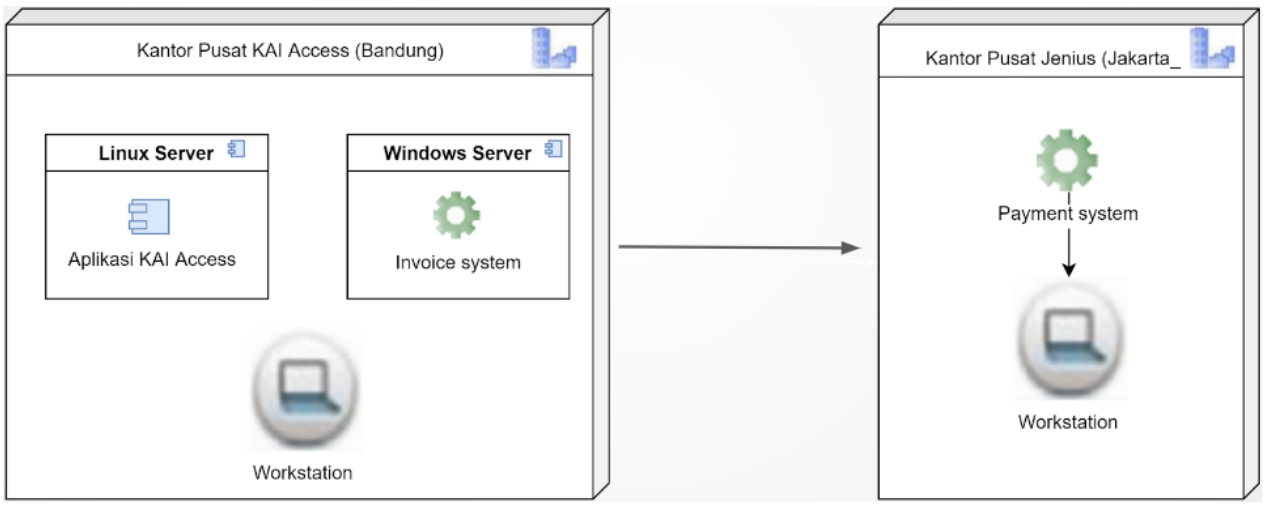 Kantor Pusat KAI Access (Bandung)
Linux Server
Aplikasi KAI Access
Windows Server
Invoice system
Workstation
Kantor Pusat Jenius (Jakarta_
Payment system
Workstation